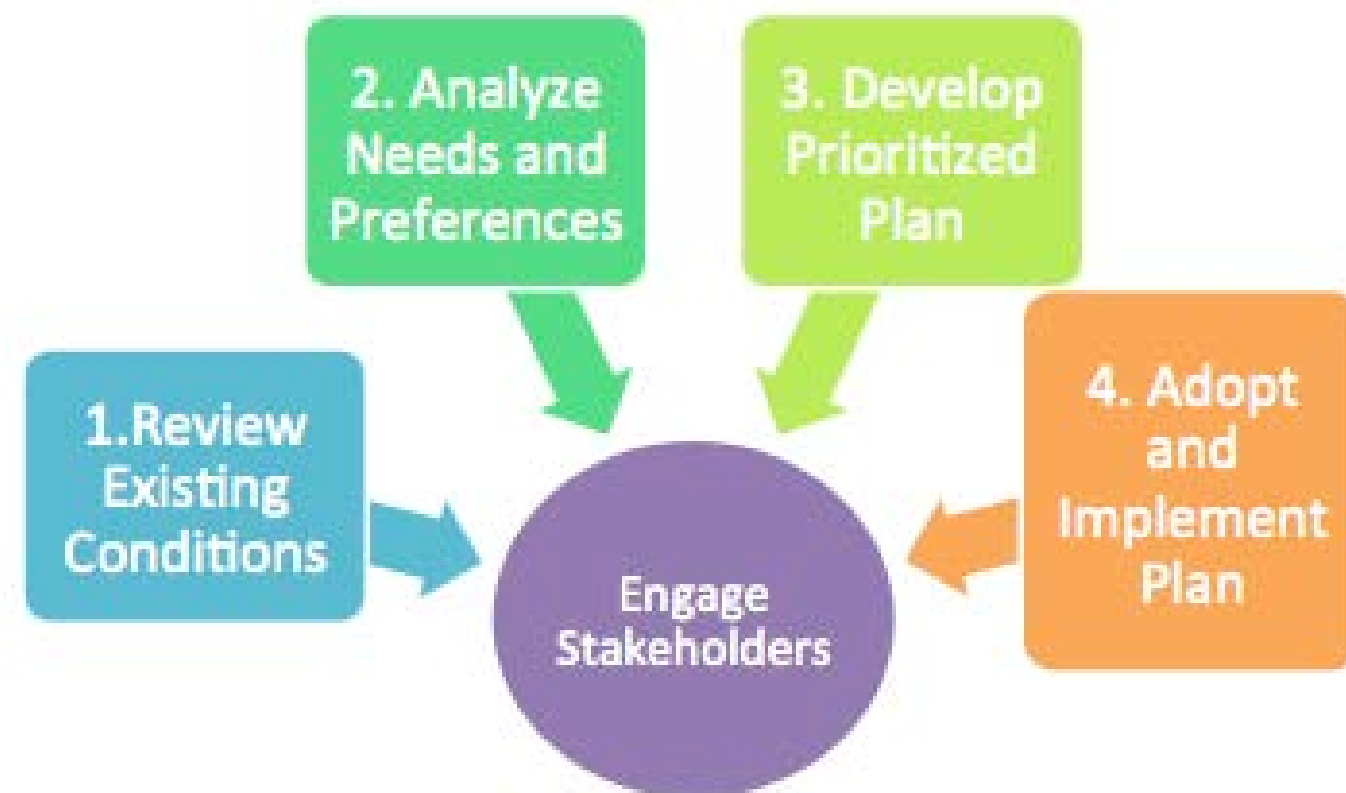 1.Review
Existing
Conditions
2. Analyze
Needs and
Preferences
3. Develop
Prioritized
Plan
4. Adopt
and
Implement
Plan
Engage
Stakeholders